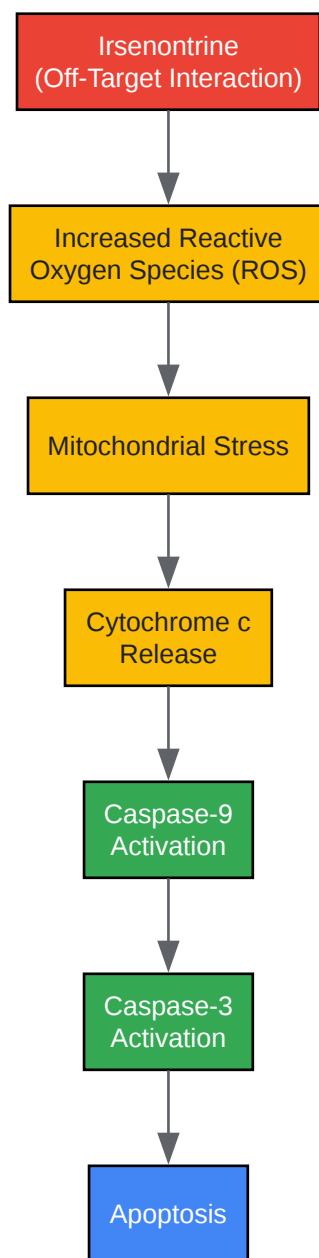 Irsenontrine
(Off-Target Interaction)
Increased Reactive
Oxygen Species (ROS)
Mitochondrial Stress
Cytochrome c
Release
Caspase-9
Activation
Caspase-3
Activation
Apoptosis